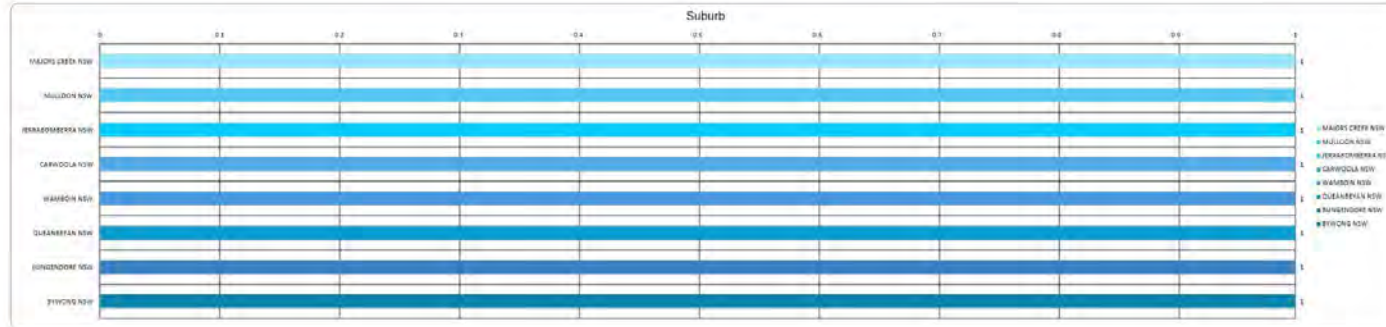 Suburb
0 0.1 0.2 0.3 0.4 0.5 0.6 0.7 0.8 0.9 1
MAJORS CREEK NSW 1
MULLOON NSW 1
JERRABOMBERRA NSW 1
CARWOOLA NSW 1
WAMBOIN NSW 1
QUEANBEYAN NSW 1
BUNGENDORE NSW 1
BYWONG NSW 1
MAJORS CREEK NSW
MULLOON NSW
JERRABOMBERRA NS
CARWOOLA NSW
WAMBOIN NSW
QUEANBEYAN NSW
BUNGENDORE NSW
BYWONG NSW